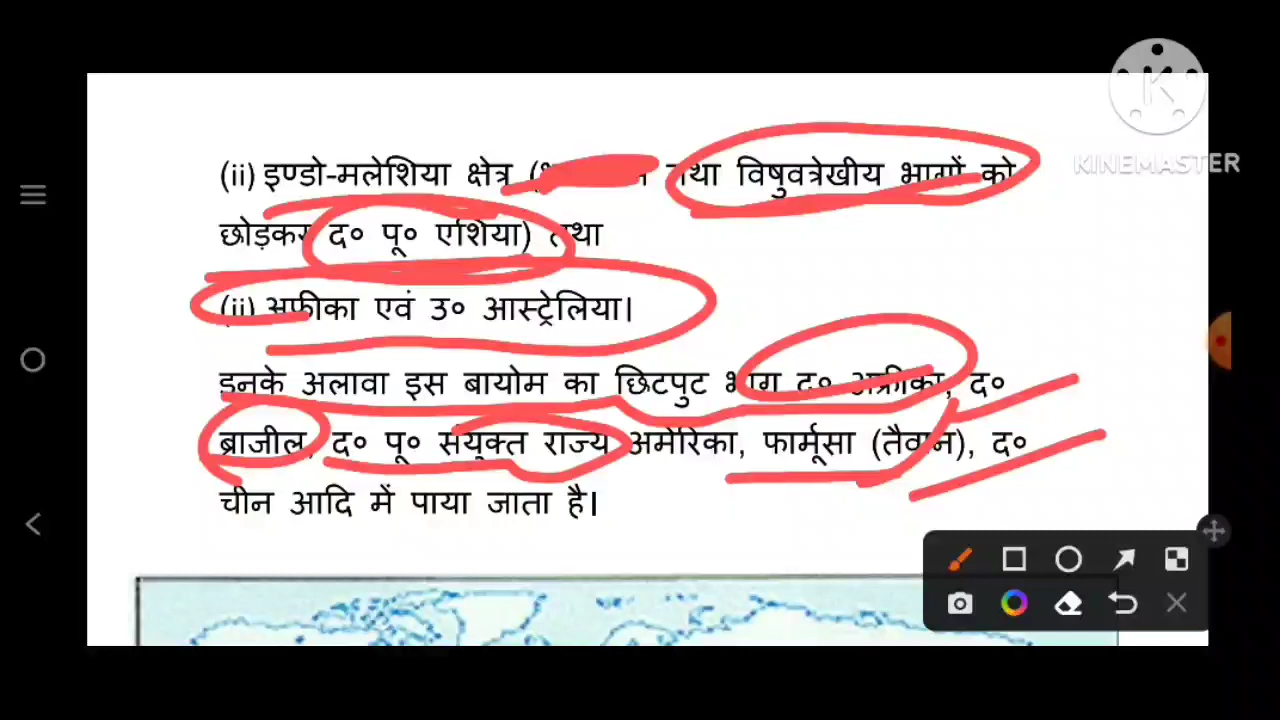 KINEMASTER
(ii) इण्डो-मलेशिया क्षेत्र ( तथा विषुवत्रेखीय भागों को
छोड़कर द० पू० एशिया) तथा
(ii) अफ्रीका एवं उ० आस्ट्रेलिया।
इनके अलावा इस बायोम का छिटपुट भाग द० अफ्रीका, द०
ब्राजील, द० पू० संयुक्त राज्य अमेरिका, फार्मूसा (तैवान), द०
चीन आदि में पाया जाता है।